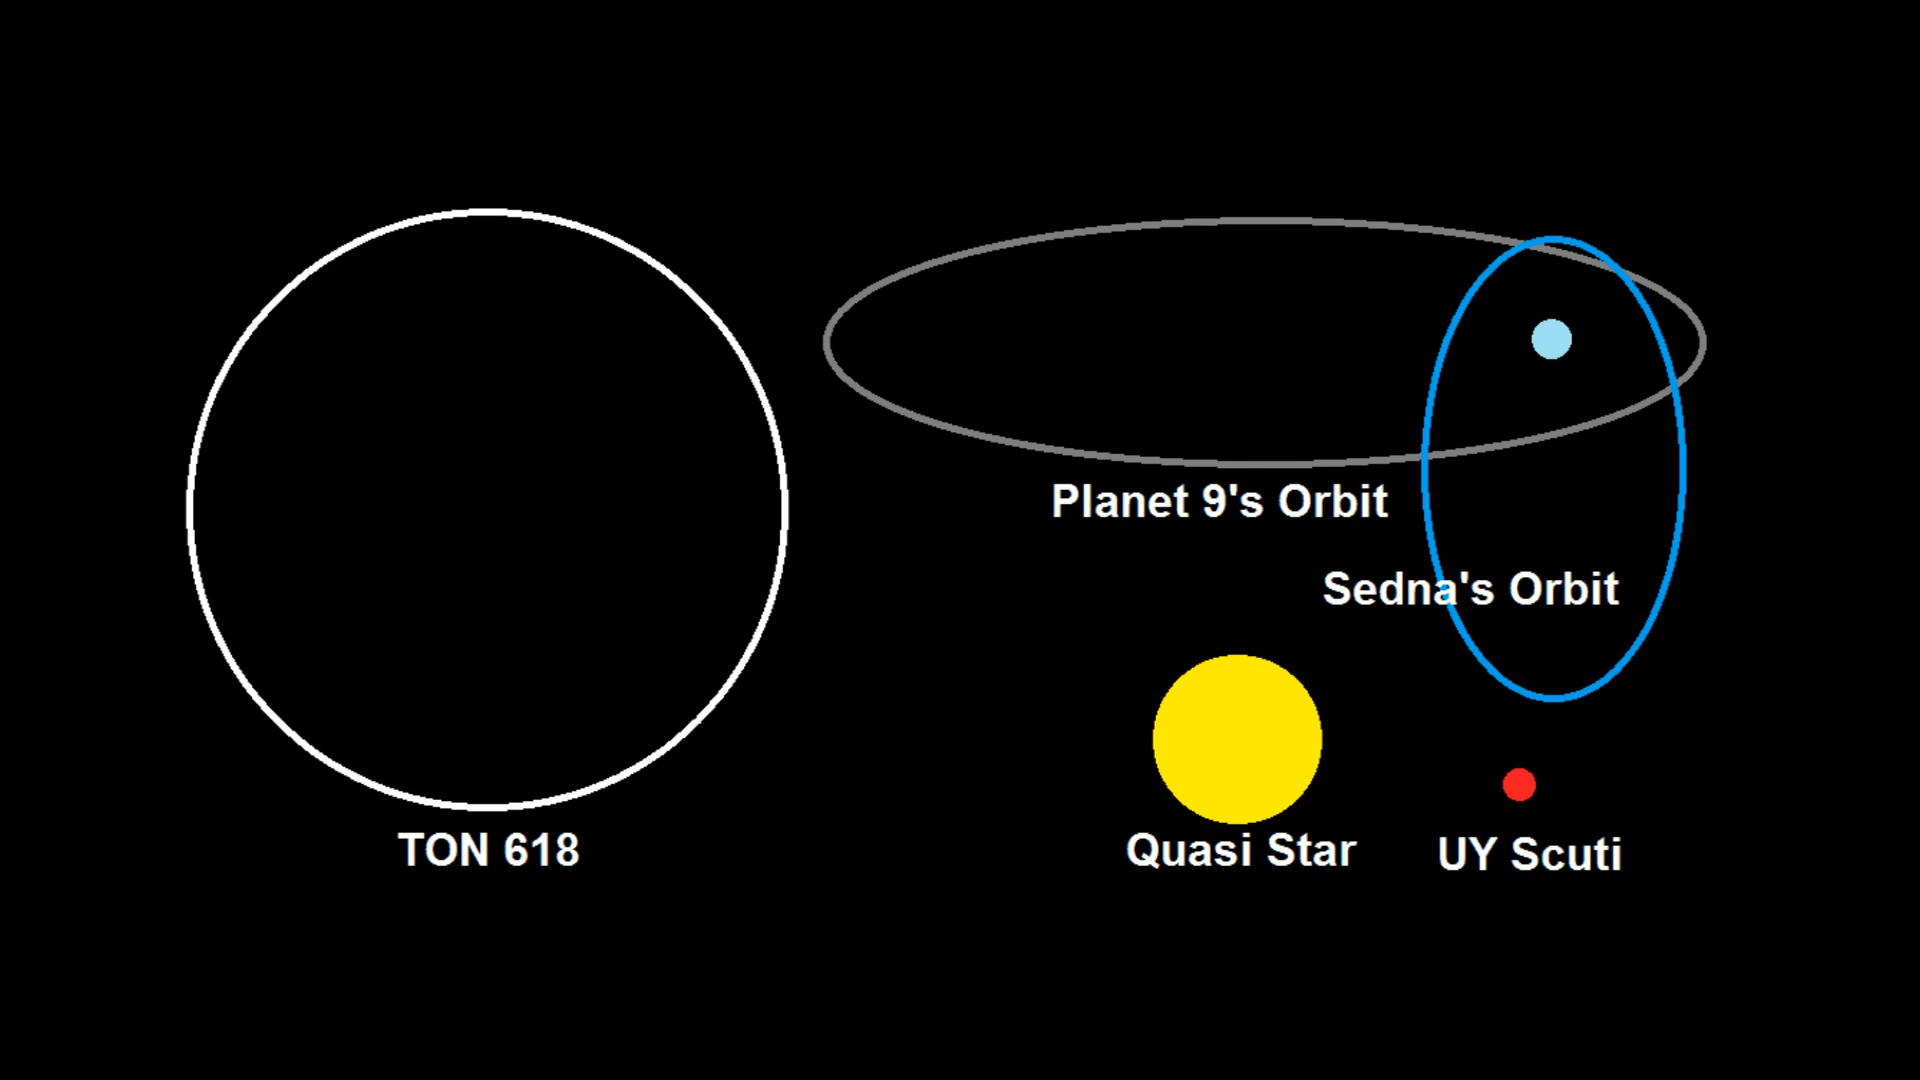 Planet 9's Orbit
Sedna's Orbit
TON 618
Quasi Star
UY Scuti